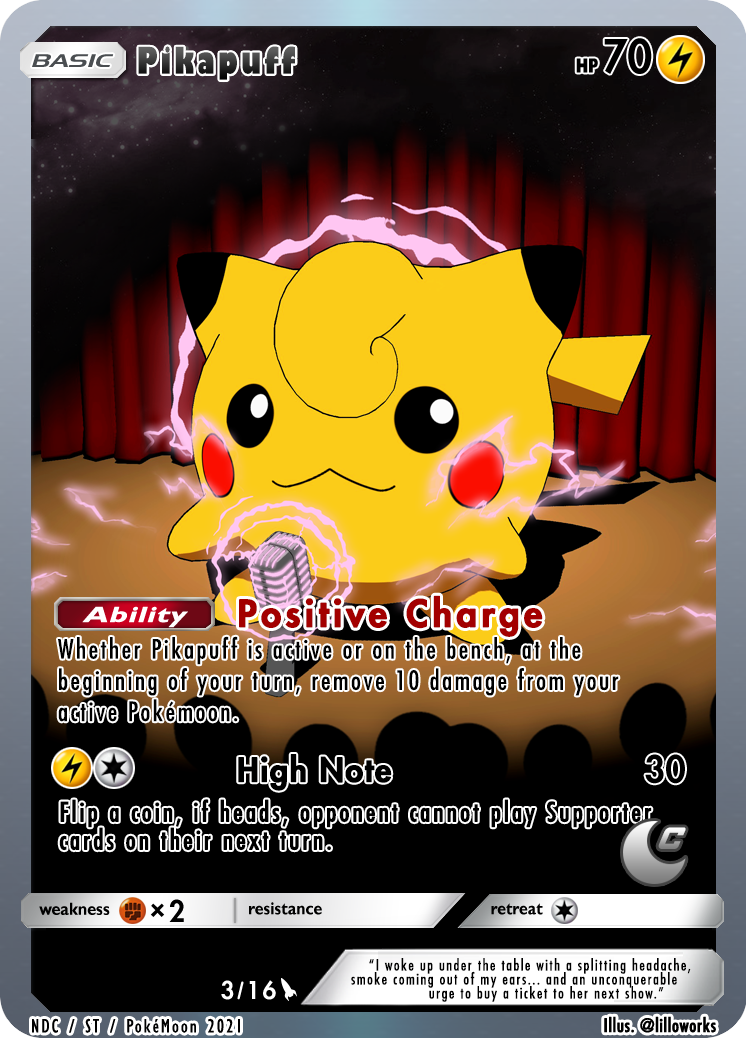 BASIC Pikapuff HP 70
Ability Positive Charge
Whether Pikapuff is active or on the bench, at the
beginning of your turn, remove 10 damage from your
active Pokémoon.
High Note 30
Flip a coin, if heads, opponent cannot play Supporter
cards on their next turn.
C
weakness ×2 resistance retreat
"I woke up under the table with a splitting headache,
smoke coming out of my ears... and an unconquerable
urge to buy a ticket to her next show."
3/16
NDC / ST / PokéMoon 2021 Illus. @lilloworks